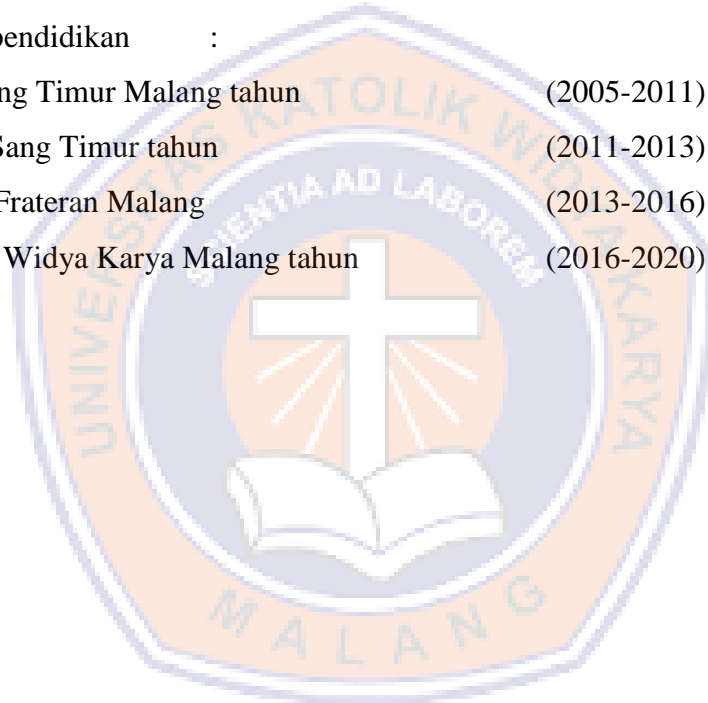 pendidikan :
ng Timur Malang tahun (2005-2011)
Sang Timur tahun (2011-2013)
Frateran Malang (2013-2016)
Widya Karya Malang tahun (2016-2020)
UNIVERSITAS KATOLIK WIDYA KARYA
SCIENTIA AD LABOREM
MALANG